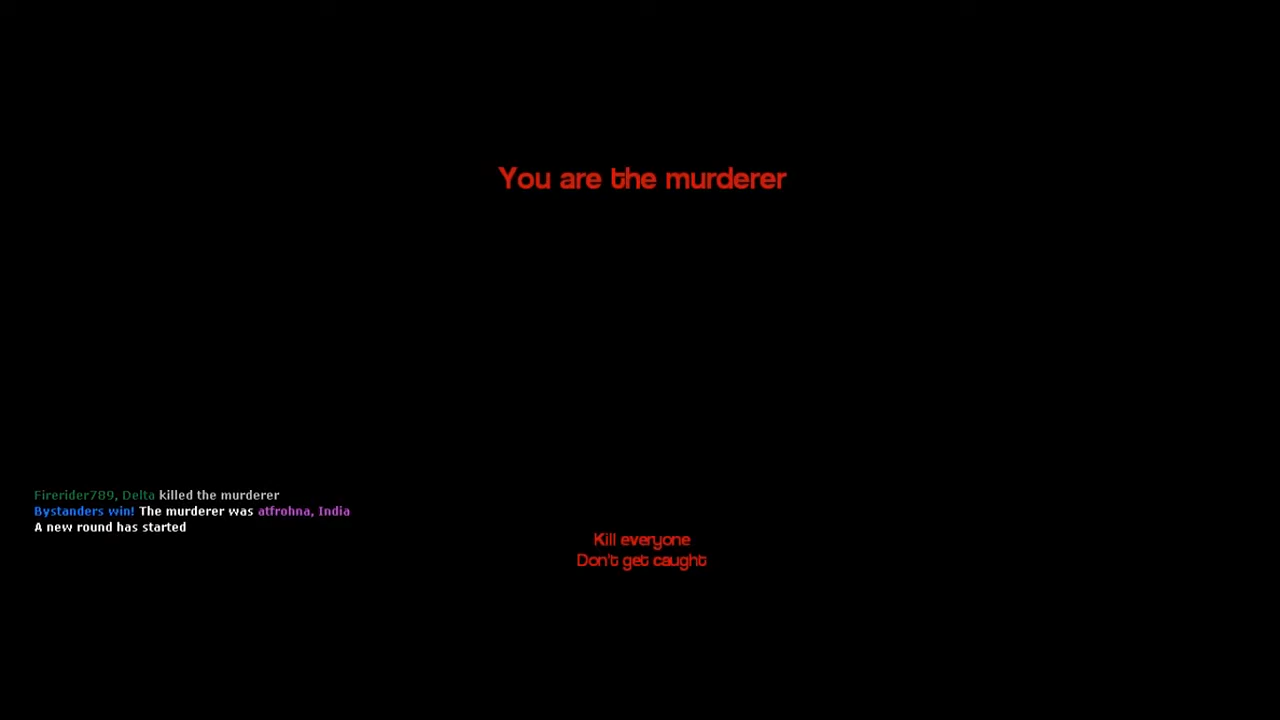 You are the murderer
Firerider789, Delta killed the murderer
Bystanders win! The murderer was atfrohna, India
A new round has started
Kill everyone
Don't get caught